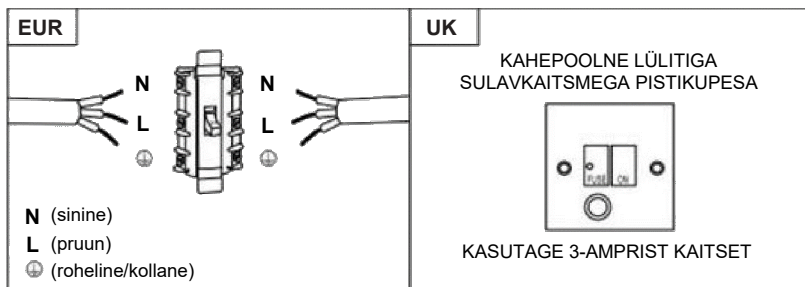 EUR
N
N
L
L
N (sinine)
L (pruun)
(roheline/kollane)
UK
KAHEPOOLNE LÜLITIGA
SULAVKAITSMEGA PISTIKUPESA
FUSE
ON
KASUTAGE 3-AMPRIST KAITSET